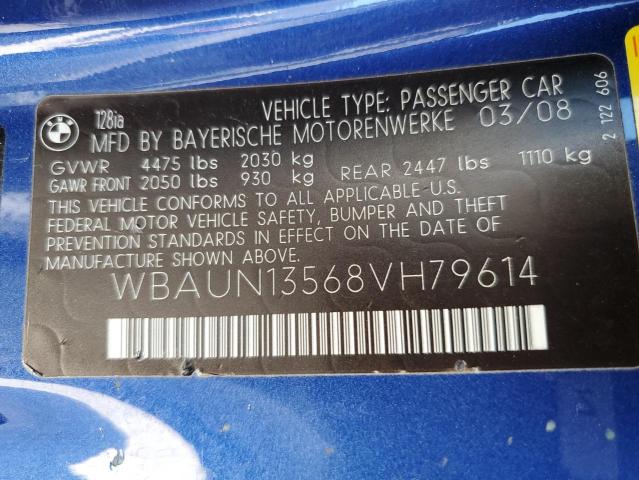 128ia
VEHICLE TYPE: PASSENGER CAR
MFD BY BAYERISCHE MOTORENWERKE 03/08
GVWR 4475 lbs 2030 kg
GAWR FRONT 2050 lbs 930 kg REAR 2447 lbs 1110 kg
THIS VEHICLE CONFORMS TO ALL APPLICABLE U.S.
FEDERAL MOTOR VEHICLE SAFETY, BUMPER AND THEFT
PREVENTION STANDARDS IN EFFECT ON THE DATE OF
MANUFACTURE SHOWN ABOVE.
WBAUN13568VH79614
2 122 606
BMW